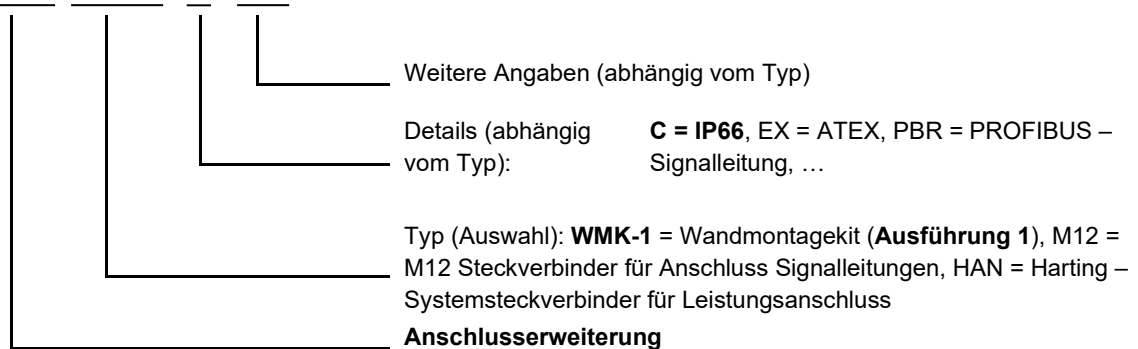 Weitere Angaben (abhängig vom Typ)
Details (abhängig vom Typ):
C = IP66, EX = ATEX, PBR = PROFIBUS –
Signalleitung, …
Typ (Auswahl): WMK-1 = Wandmontagekit (Ausführung 1), M12 =
M12 Steckverbinder für Anschluss Signalleitungen, HAN = Harting –
Systemsteckverbinder für Leistungsanschluss
Anschlusserweiterung